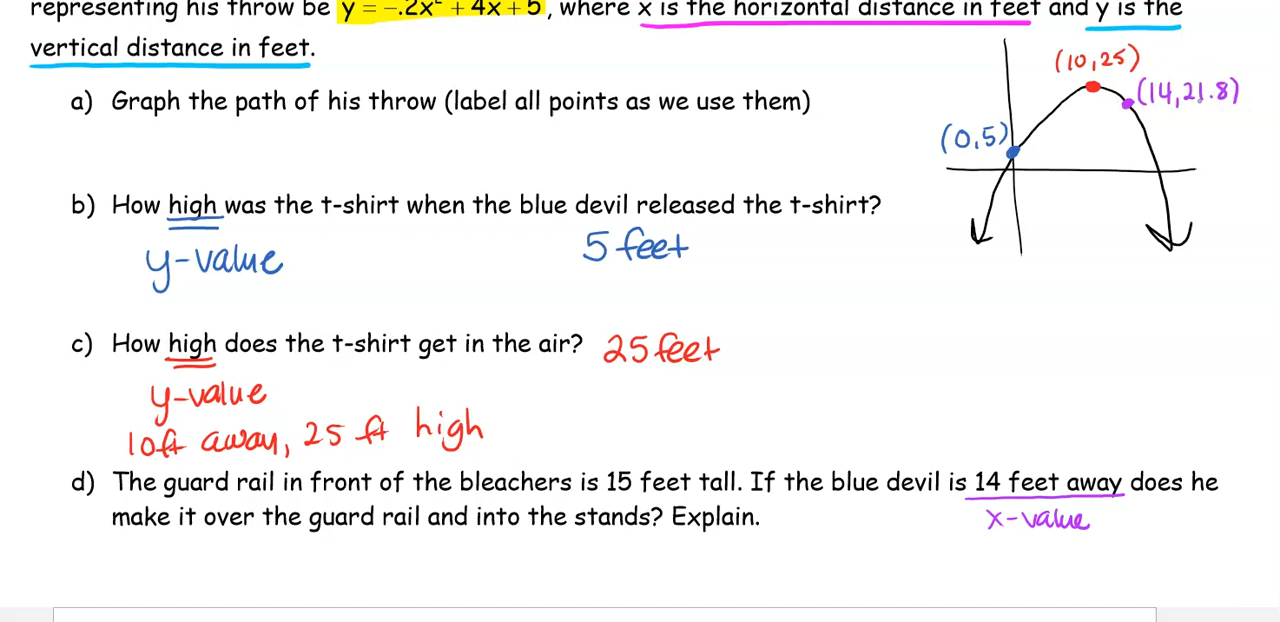 representing his throw be y = -.2x² + 4x + 5, where x is the horizontal distance in feet and y is the
vertical distance in feet.
(10,25)
a) Graph the path of his throw (label all points as we use them)
(14,21.8)
(0,5)
b) How high was the t-shirt when the blue devil released the t-shirt?
y-value
5 feet
c) How high does the t-shirt get in the air? 25 feet
y-value
10ft away, 25 ft high
d) The guard rail in front of the bleachers is 15 feet tall. If the blue devil is 14 feet away does he
make it over the guard rail and into the stands? Explain.
x-value